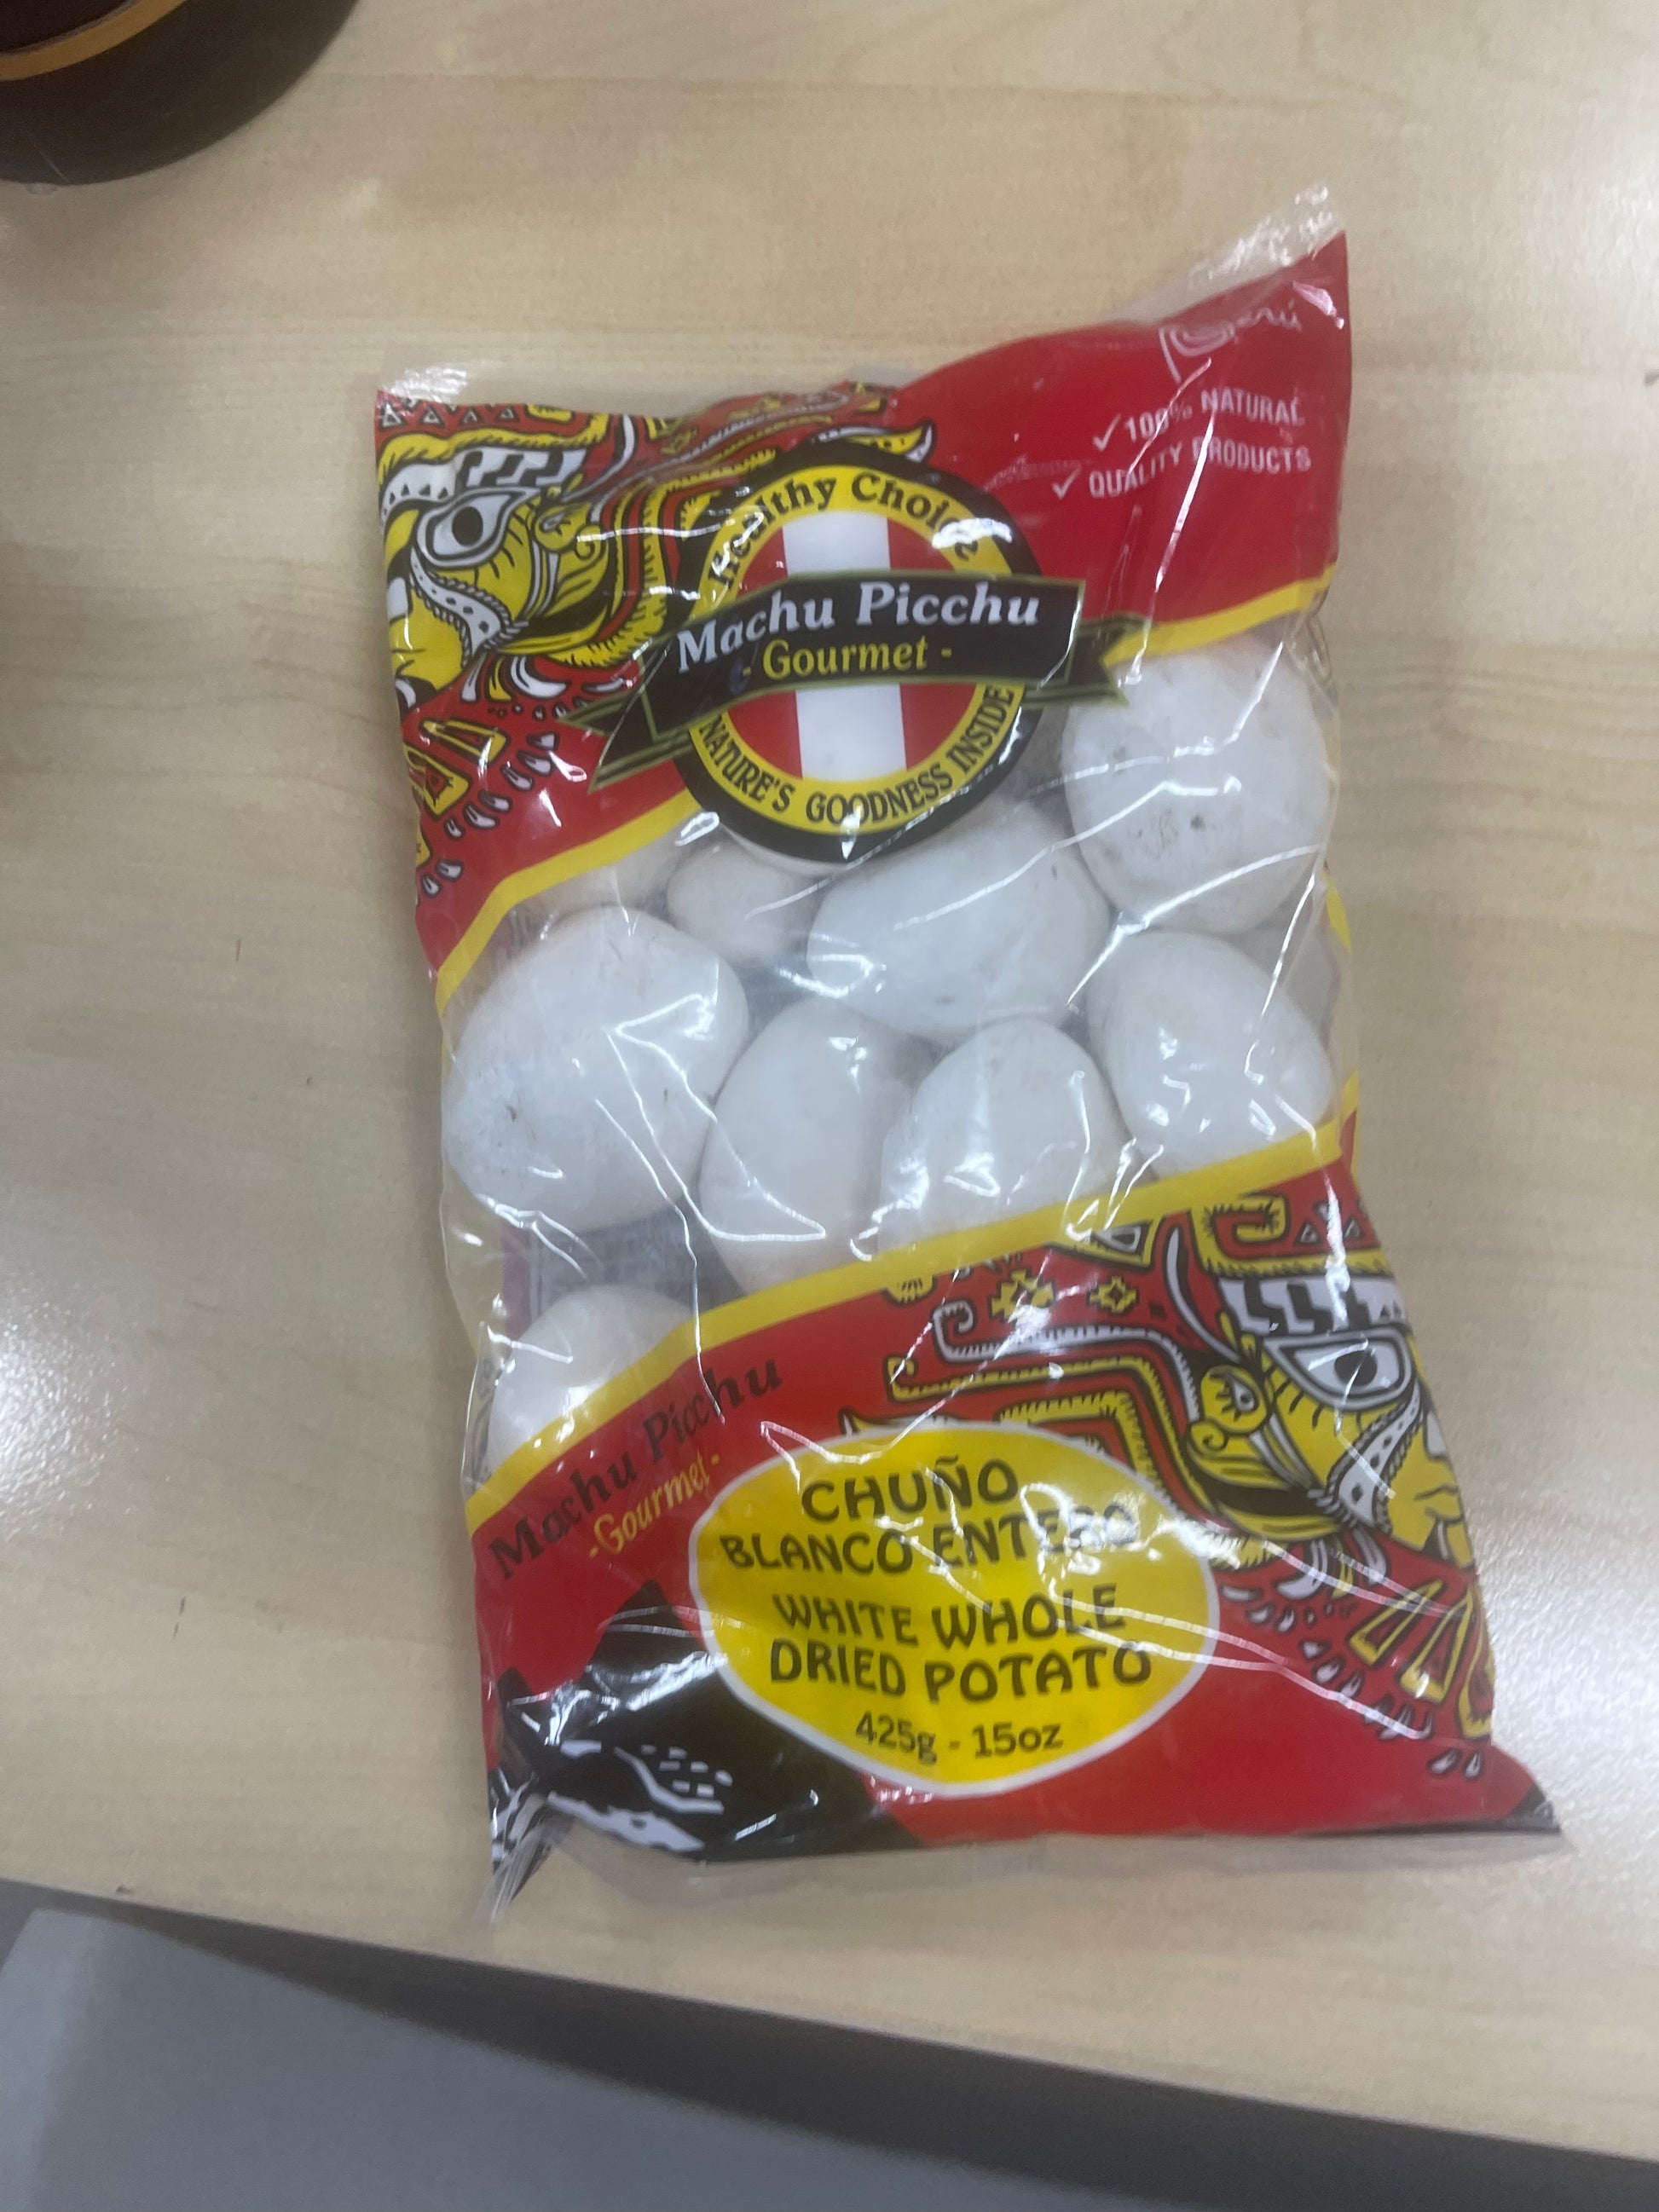 Perú
✓ 100% NATURAL
✓ QUALITY PRODUCTS
Healthy Choice
Machu Picchu
- Gourmet -
NATURE'S GOODNESS INSIDE
Machu Picchu
-Gourmet-
CHUÑO
BLANCO ENTERO
WHITE WHOLE
DRIED POTATO
425g - 15oz